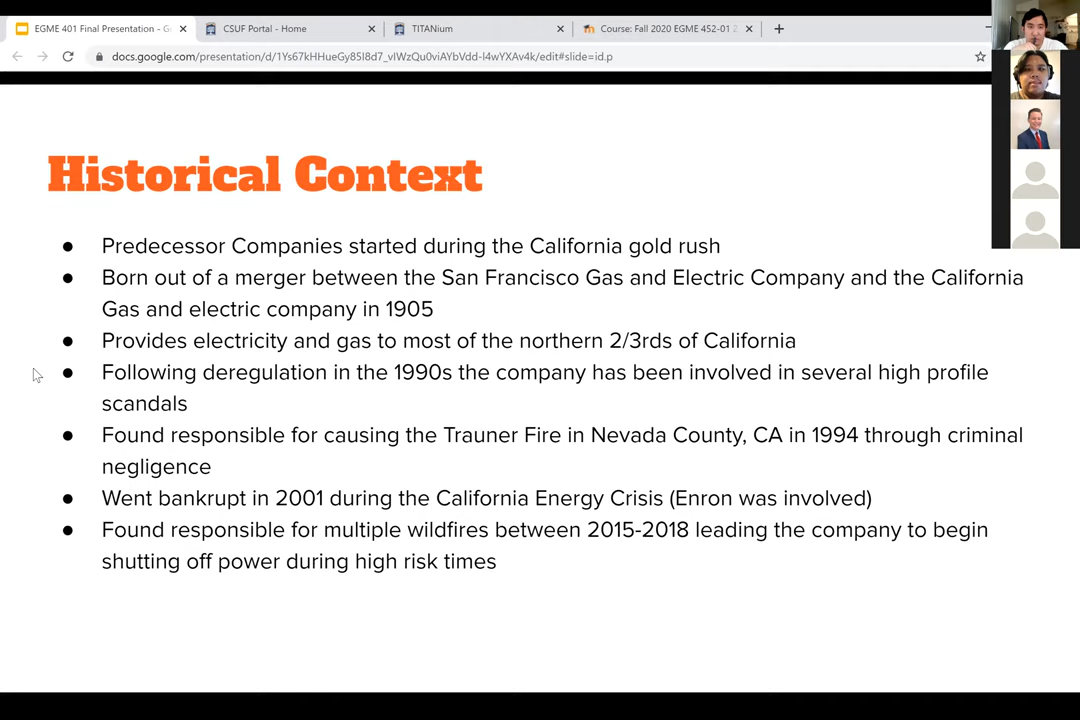 EGME 401 Final Presentation - G
CSUF Portal - Home
TITANium
Course: Fall 2020 EGME 452-01 2
docs.google.com/presentation/d/1Ys67kHHueGy85I8d7_vIWzQu0viAYbVdd-I4wYXAv4k/edit#slide=id.p
Historical Context
● Predecessor Companies started during the California gold rush
● Born out of a merger between the San Francisco Gas and Electric Company and the California
Gas and electric company in 1905
● Provides electricity and gas to most of the northern 2/3rds of California
● Following deregulation in the 1990s the company has been involved in several high profile
scandals
● Found responsible for causing the Trauner Fire in Nevada County, CA in 1994 through criminal
negligence
● Went bankrupt in 2001 during the California Energy Crisis (Enron was involved)
● Found responsible for multiple wildfires between 2015-2018 leading the company to begin
shutting off power during high risk times